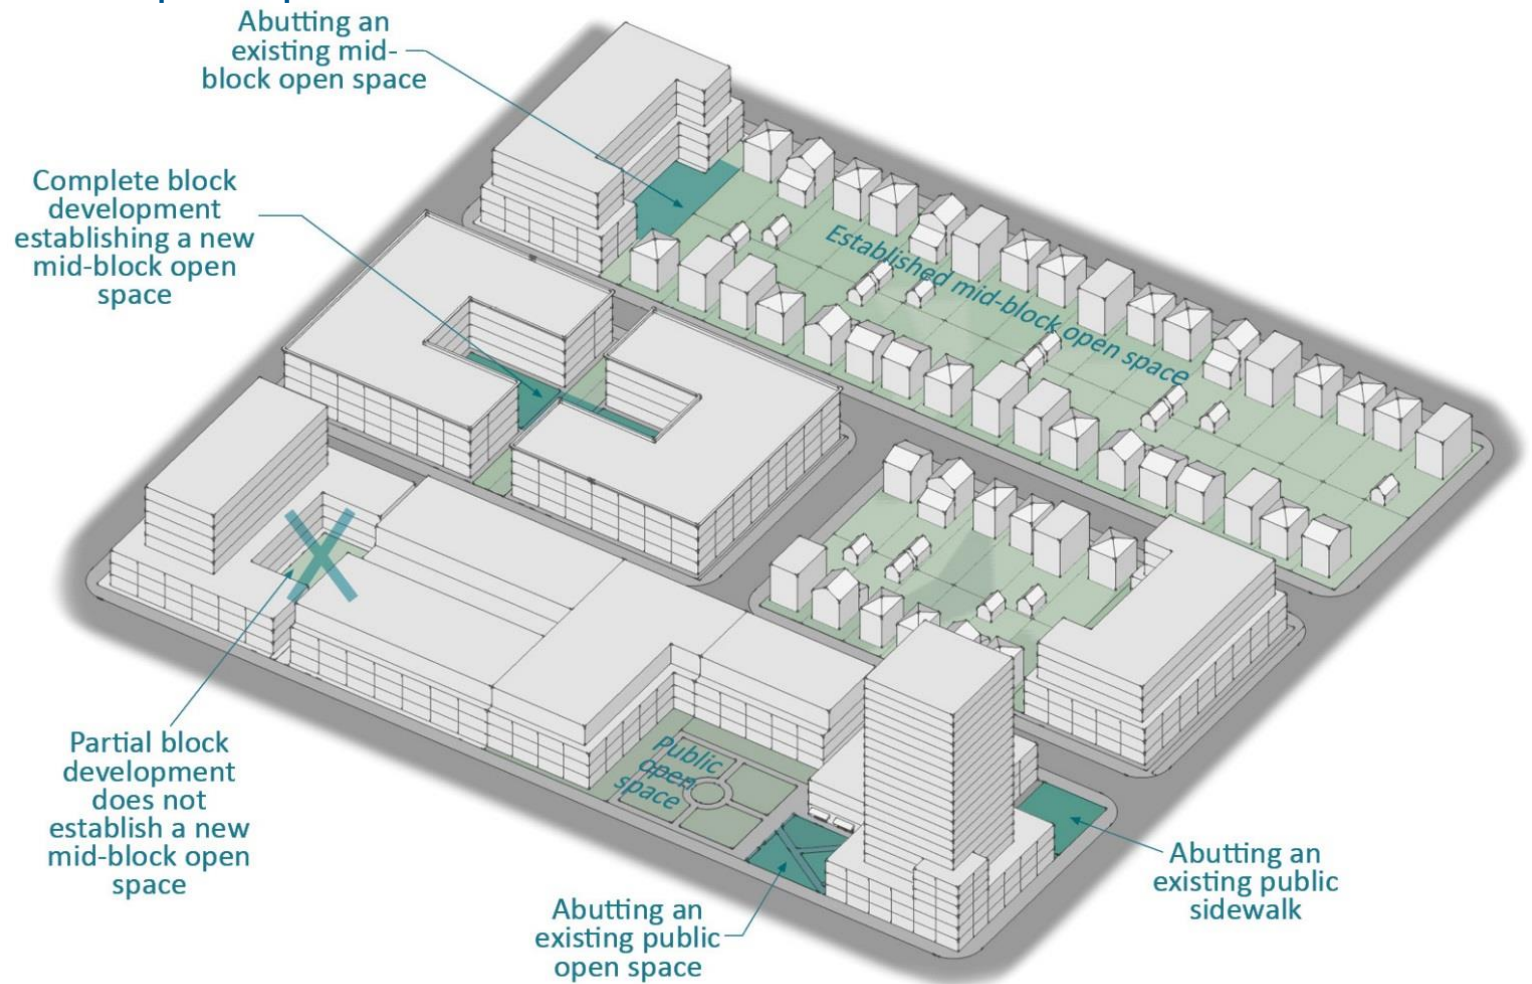 Abutting an
existing mid-
block open space
Complete block
development
establishing a new
mid-block open
space
Established mid-block open space
Partial block
development
does not
establish a new
mid-block open
space
Public
open
space
Abutting an
existing public
open space
Abutting an
existing public
sidewalk